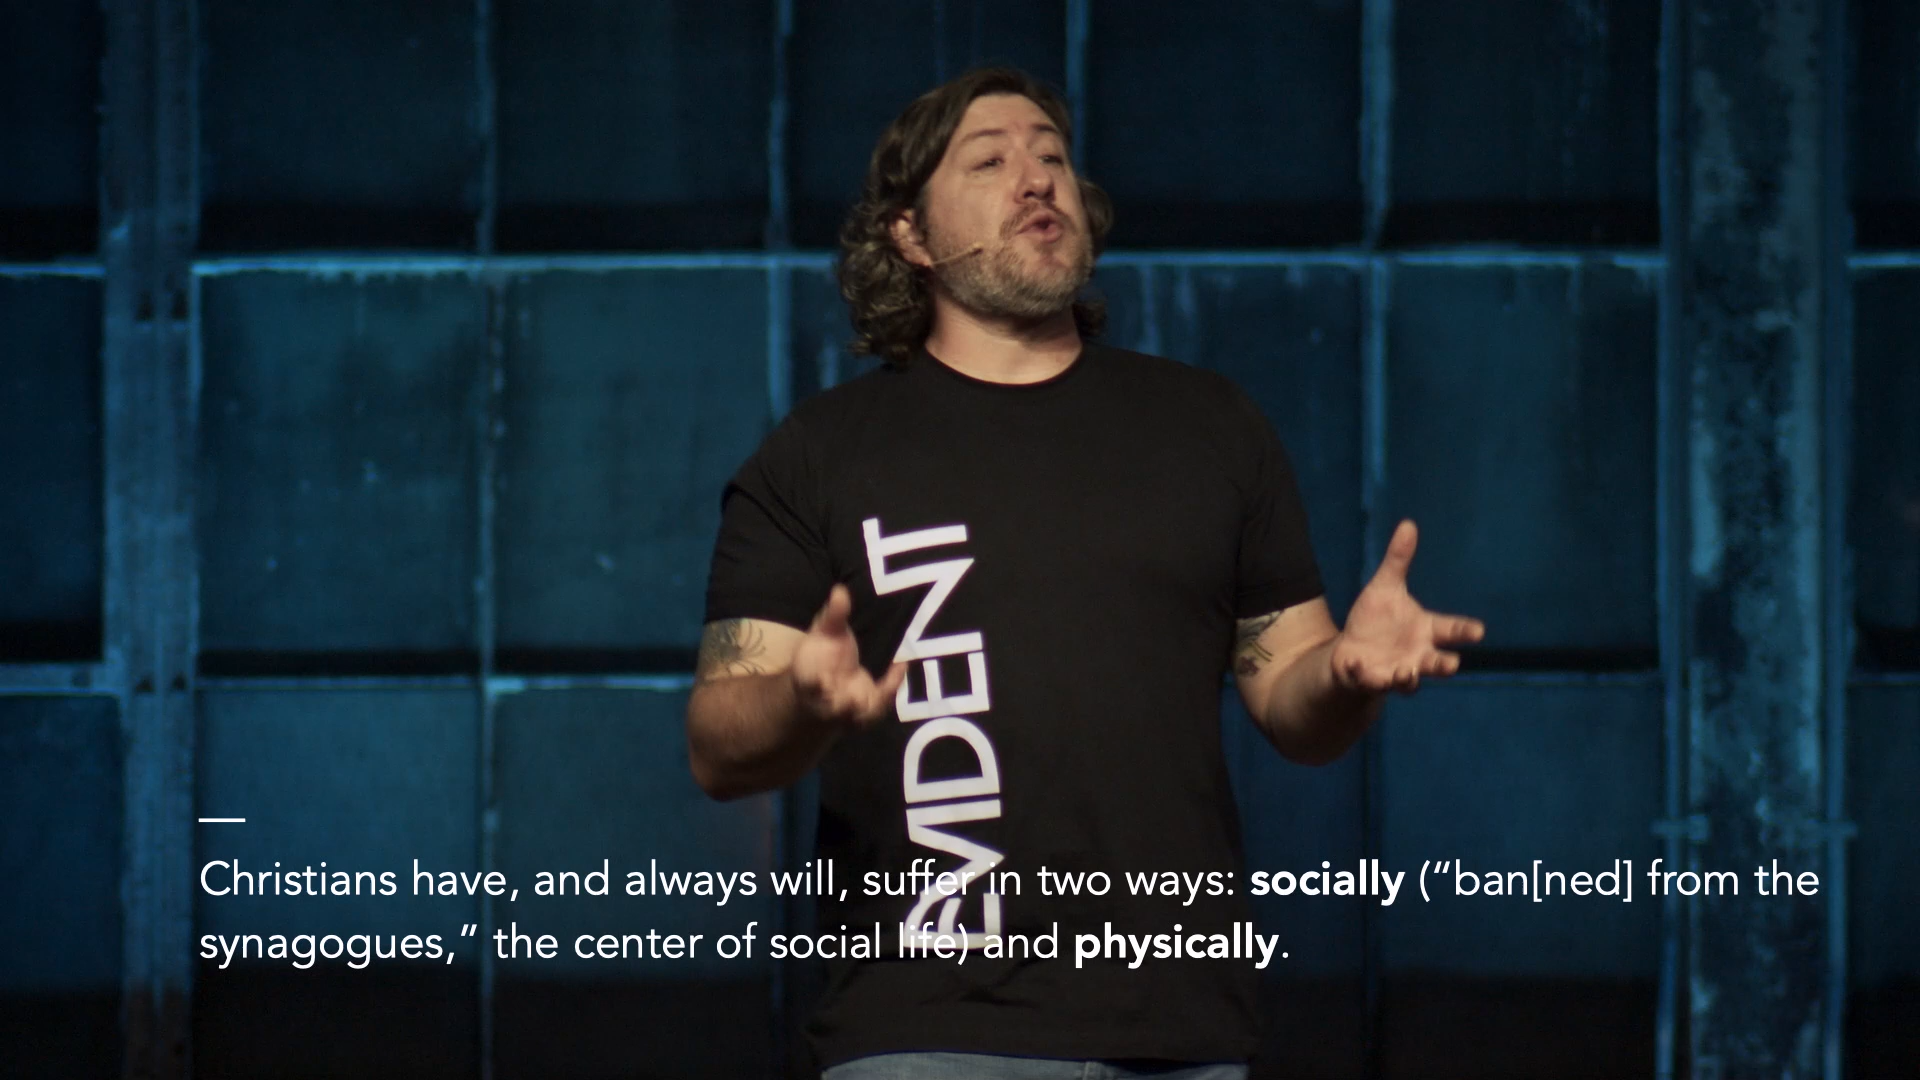 EVIDENT
Christians have, and always will, suffer in two ways: socially (“ban[ned] from the
synagogues,” the center of social life) and physically.